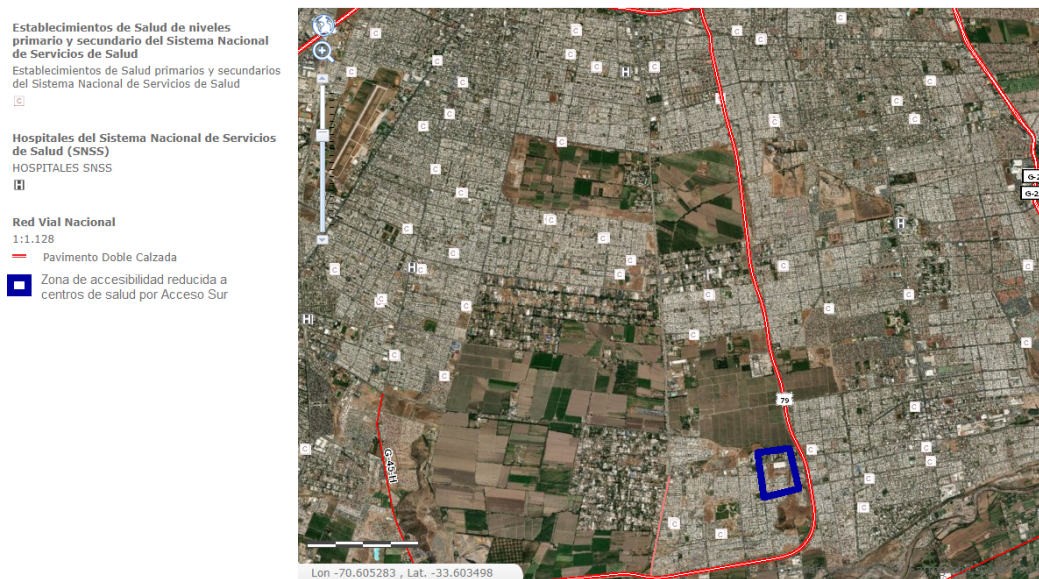 Establecimientos de Salud de niveles
primario y secundario del Sistema Nacional
de Servicios de Salud
Establecimientos de Salud primarios y secundarios
del Sistema Nacional de Servicios de Salud
C
Hospitales del Sistema Nacional de Servicios
de Salud (SNSS)
HOSPITALES SNSS
H
Red Vial Nacional
1:1.128
Pavimento Doble Calzada
Zona de accesibilidad reducida a
centros de salud por Acceso Sur
79
G-45-H
Lon -70.605283 , Lat. -33.603498